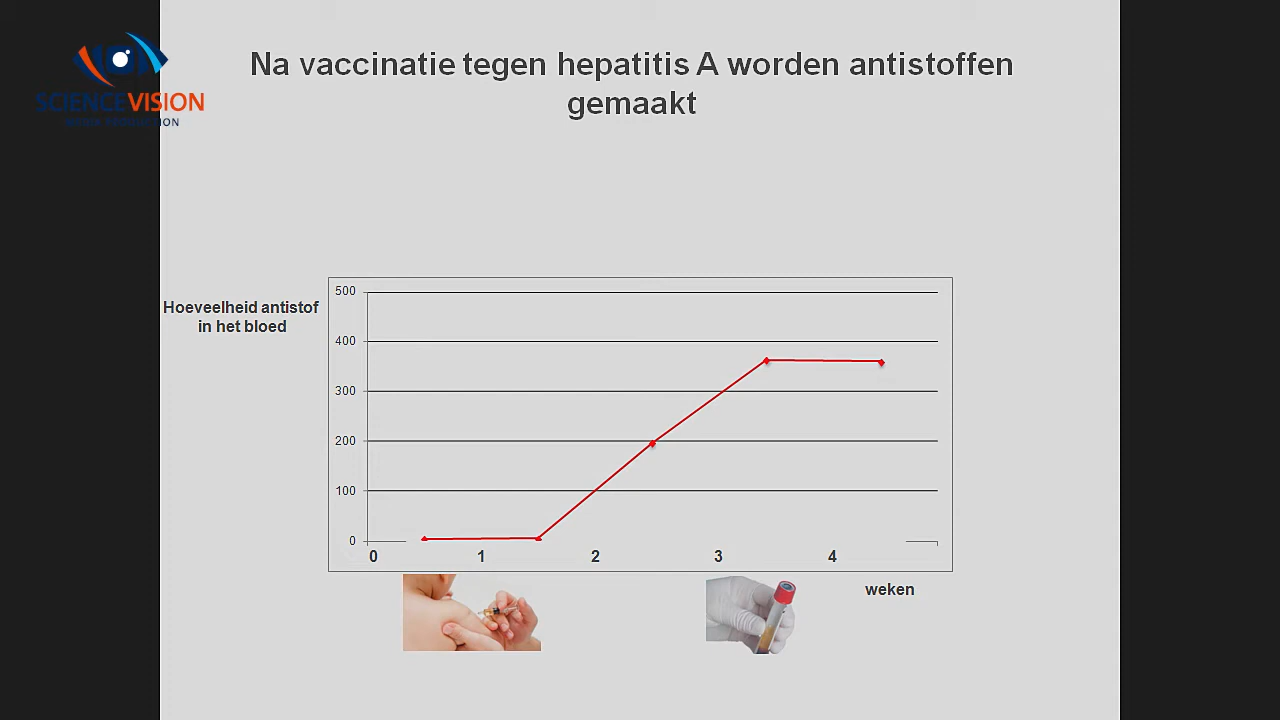 Na vaccinatie tegen hepatitis A worden antistoffen
gemaakt
SCIENCEVISION
Hoeveelheid antistof
in het bloed
500
400
300
200
100
0
0 1 2 3 4
weken